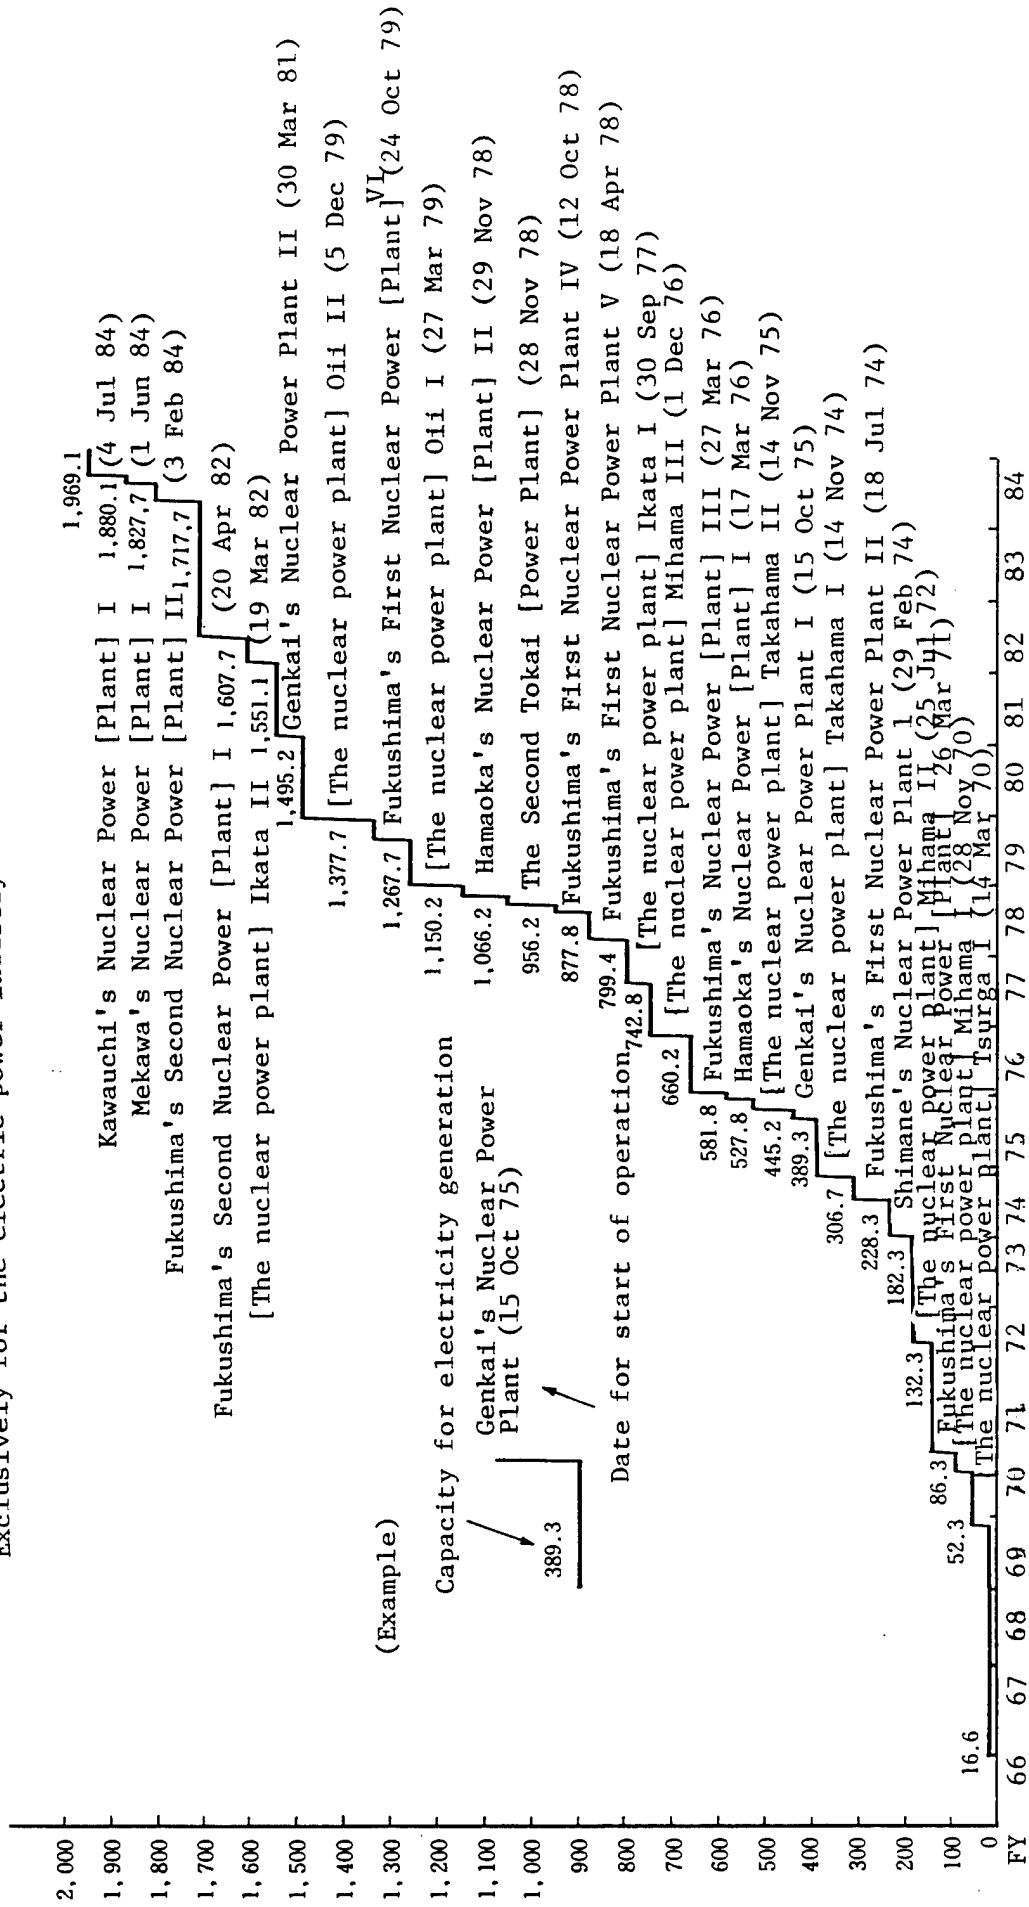 Exclusively for the electric power industry
2,000
1,900
1,800
1,700
1,600
1,500
1,400
1,300
1,200
1,100
1,000
900
800
700
600
500
400
300
200
100
0
1,969.1
Kawauchi's Nuclear Power [Plant] I 1,880.1 (4 Jul 84)
Mekawa's Nuclear Power [Plant] I 1,827,7 (1 Jun 84)
Fukushima's Second Nuclear Power [Plant] II 1,717,7 (3 Feb 84)
Fukushima's Second Nuclear Power [Plant] I 1,607.7 (20 Apr 82)
[The nuclear power plant] Ikata II 1,551.1 (19 Mar 82)
1,495.2 Genkai's Nuclear Power Plant II (30 Mar 81)
1,377.7 [The nuclear power plant] Oii II (5 Dec 79)
1,267.7 Fukushima's First Nuclear Power [Plant] VI (24 Oct 79)
1,150.2 [The nuclear power plant] Oii I (27 Mar 79)
1,066.2 Hamaoka's Nuclear Power [Plant] II (29 Nov 78)
956.2 The Second Tokai [Power Plant] (28 Nov 78)
877.8 Fukushima's First Nuclear Power Plant IV (12 Oct 78)
799.4 Fukushima's First Nuclear Power Plant V (18 Apr 78)
742.8 [The nuclear power plant] Ikata I (30 Sep 77)
660.2 [The nuclear power plant] Mihama III (1 Dec 76)
581.8 Fukushima's Nuclear Power [Plant] III (27 Mar 76)
527.8 Hamaoka's Nuclear Power [Plant] I (17 Mar 76)
445.2 [The nuclear power plant] Takahama II (14 Nov 75)
389.3 Genkai's Nuclear Power Plant I (15 Oct 75)
306.7 [The nuclear power plant] Takahama I (14 Nov 74)
228.3 Fukushima's First Nuclear Power Plant II (18 Jul 74)
182.3 Shimane's Nuclear Power Plant 1 (29 Feb 74)
132.3 [The nuclear power plant] Mihama II (25 Jul 72)
86.3 Fukushima's First Nuclear Power [Plant] 26 Mar 71)
52.3 [The nuclear power plant] Mihama I (28 Nov 70)
[The nuclear power plant] Tsurga I (14 Mar 70)
16.6
(Example)
Capacity for electricity generation
389.3
Genkai's Nuclear Power
Plant (15 Oct 75)
Date for start of operation
FY 66 67 68 69 70 71 72 73 74 75 76 77 78 79 80 81 82 83 84